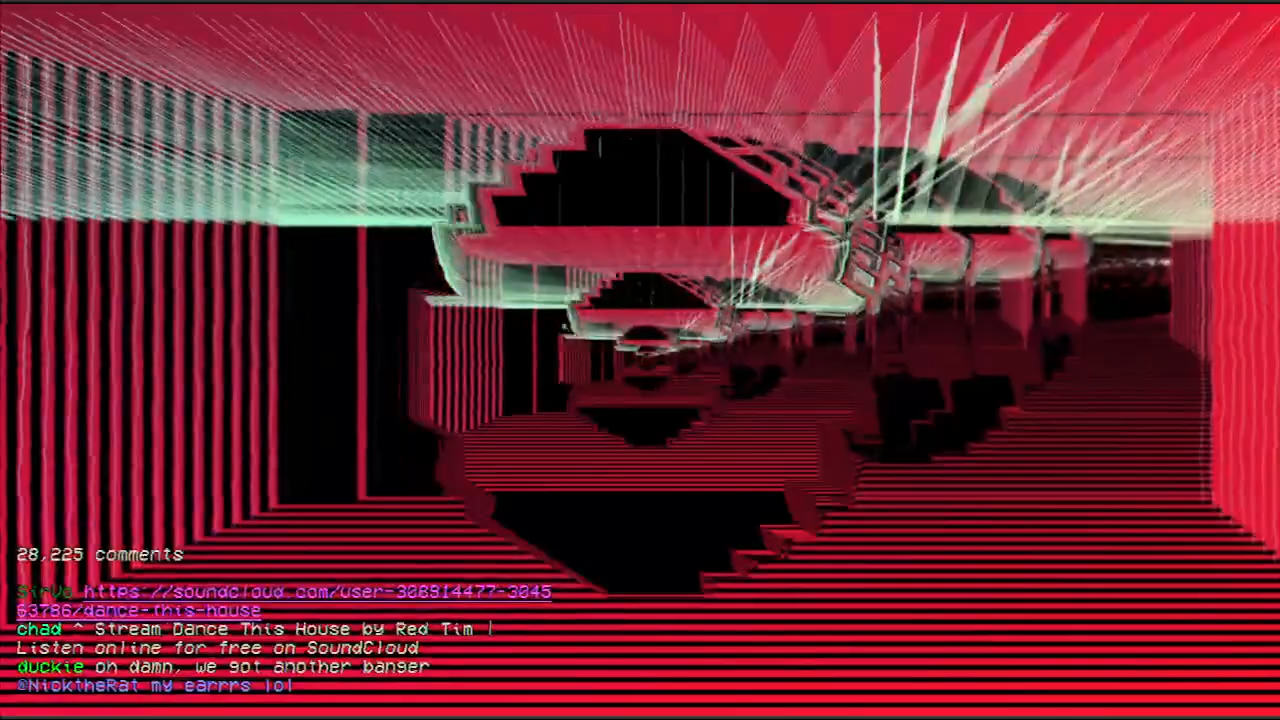 28,225 comments
SirVo https://soundcloud.com/user-308914477-3045
63786/dance-this-house
chad ^ Stream Dance This House by Red Tim |
Listen online for free on SoundCloud
duckie oh damn, we got another banger
@NicktheRat my earrrs lol